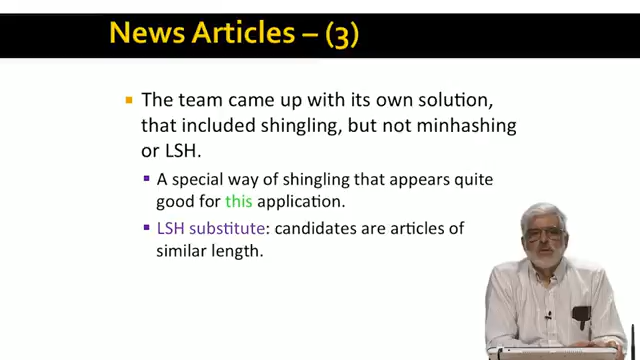 News Articles – (3)
The team came up with its own solution,
that included shingling, but not minhashing
or LSH.
A special way of shingling that appears quite
good for this application.
LSH substitute: candidates are articles of
similar length.